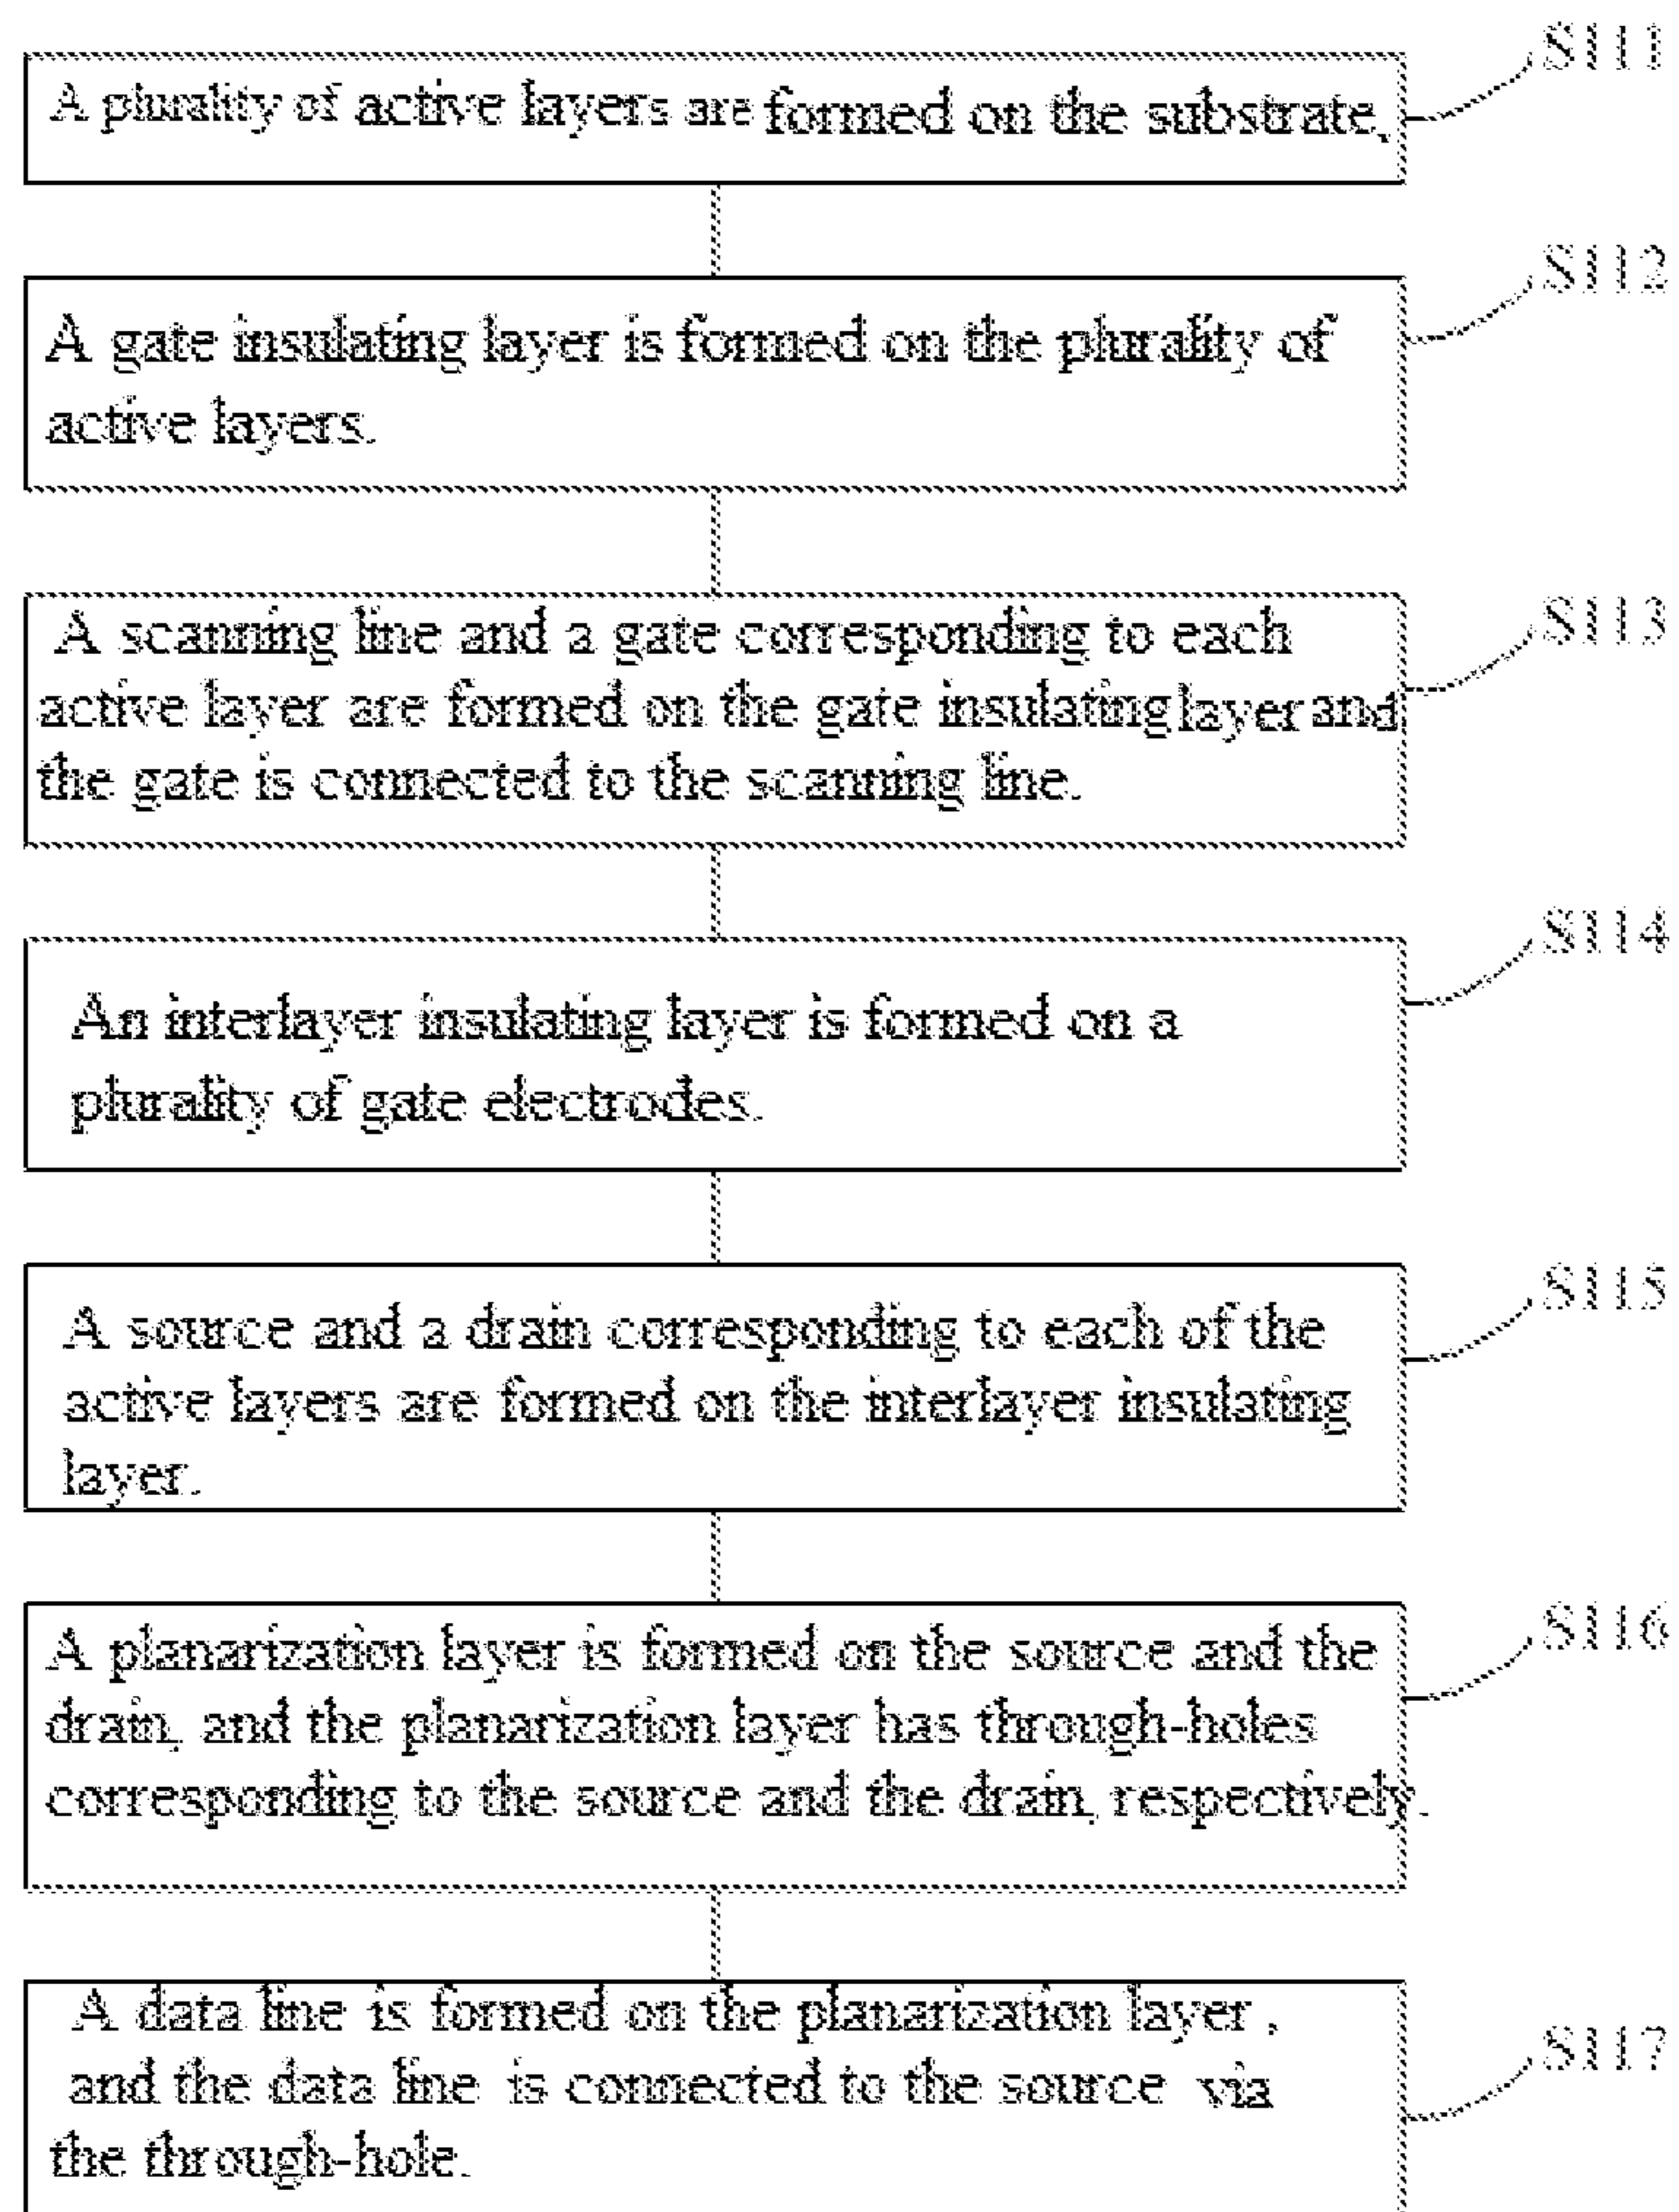 S111
A plurality of active layers are formed on the substrate.
S112
A gate insulating layer is formed on the plurality of
active layers.
S113
A scanning line and a gate corresponding to each
active layer are formed on the gate insulating layer and
the gate is connected to the scanning line.
S114
An interlayer insulating layer is formed on a
plurality of gate electrodes.
S115
A source and a drain corresponding to each of the
active layers are formed on the interlayer insulating
layer.
S116
A planarization layer is formed on the source and the
drain, and the planarization layer has through-holes
corresponding to the source and the drain, respectively.
S117
A data line is formed on the planarization layer ,
and the data line is connected to the source via
the through-hole.